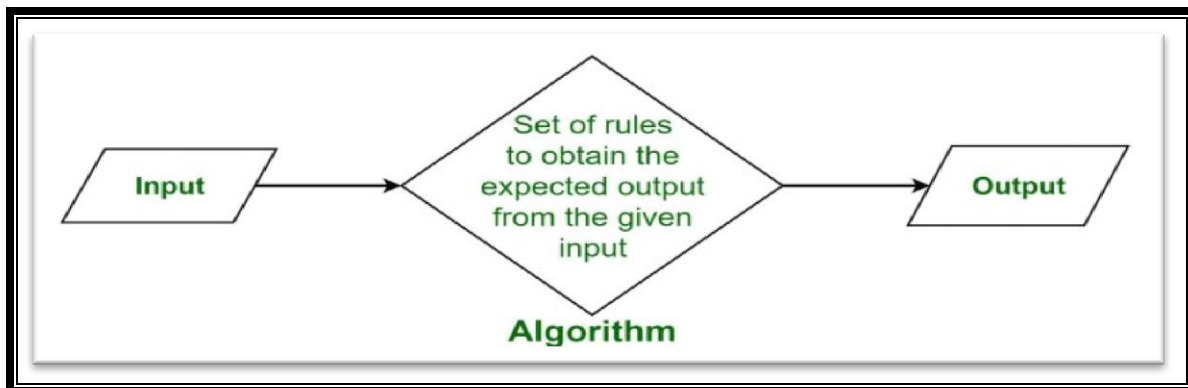 Input
Set of rules
to obtain the
expected output
from the given
input
Output
Algorithm